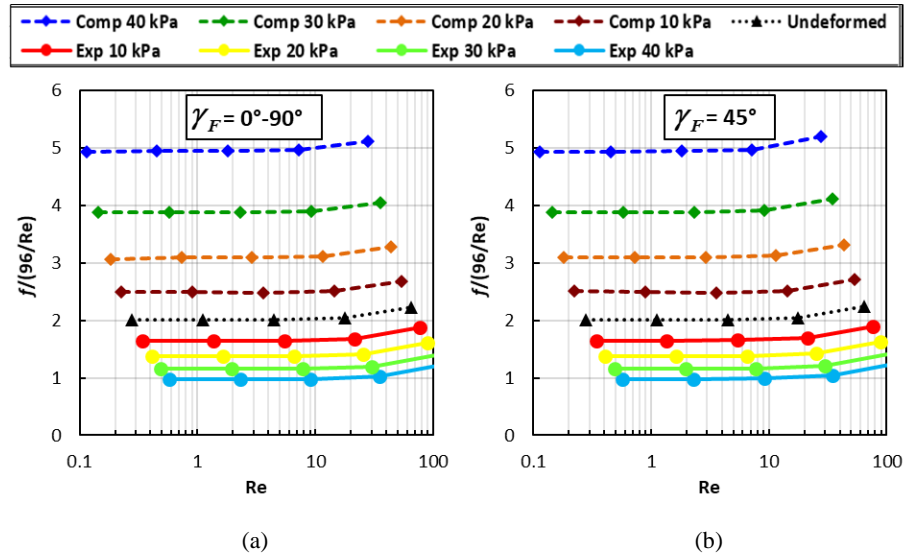 Comp 40 kPa Comp 30 kPa Comp 20 kPa Comp 10 kPa Undeformed
Exp 10 kPa Exp 20 kPa Exp 30 kPa Exp 40 kPa
γF = 0°-90°
f/(96/Re)
6
5
4
3
2
1
0
0.1 1 10 100
Re
(a)
γF = 45°
f/(96/Re)
6
5
4
3
2
1
0
0.1 1 10 100
Re
(b)